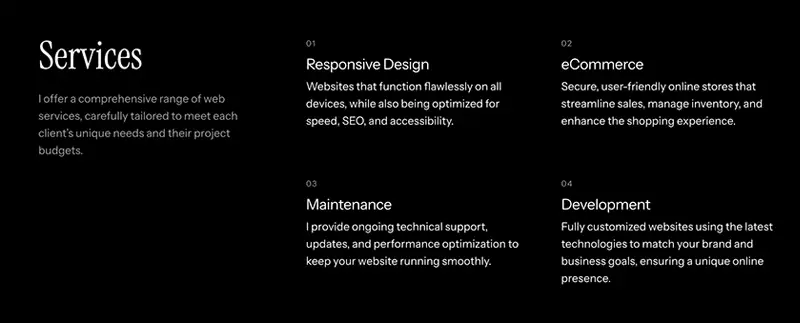 Services
I offer a comprehensive range of web
services, carefully tailored to meet each
client's unique needs and their project
budgets.
01
Responsive Design
Websites that function flawlessly on all
devices, while also being optimized for
speed, SEO, and accessibility.
02
eCommerce
Secure, user-friendly online stores that
streamline sales, manage inventory, and
enhance the shopping experience.
03
Maintenance
I provide ongoing technical support,
updates, and performance optimization to
keep your website running smoothly.
04
Development
Fully customized websites using the latest
technologies to match your brand and
business goals, ensuring a unique online
presence.